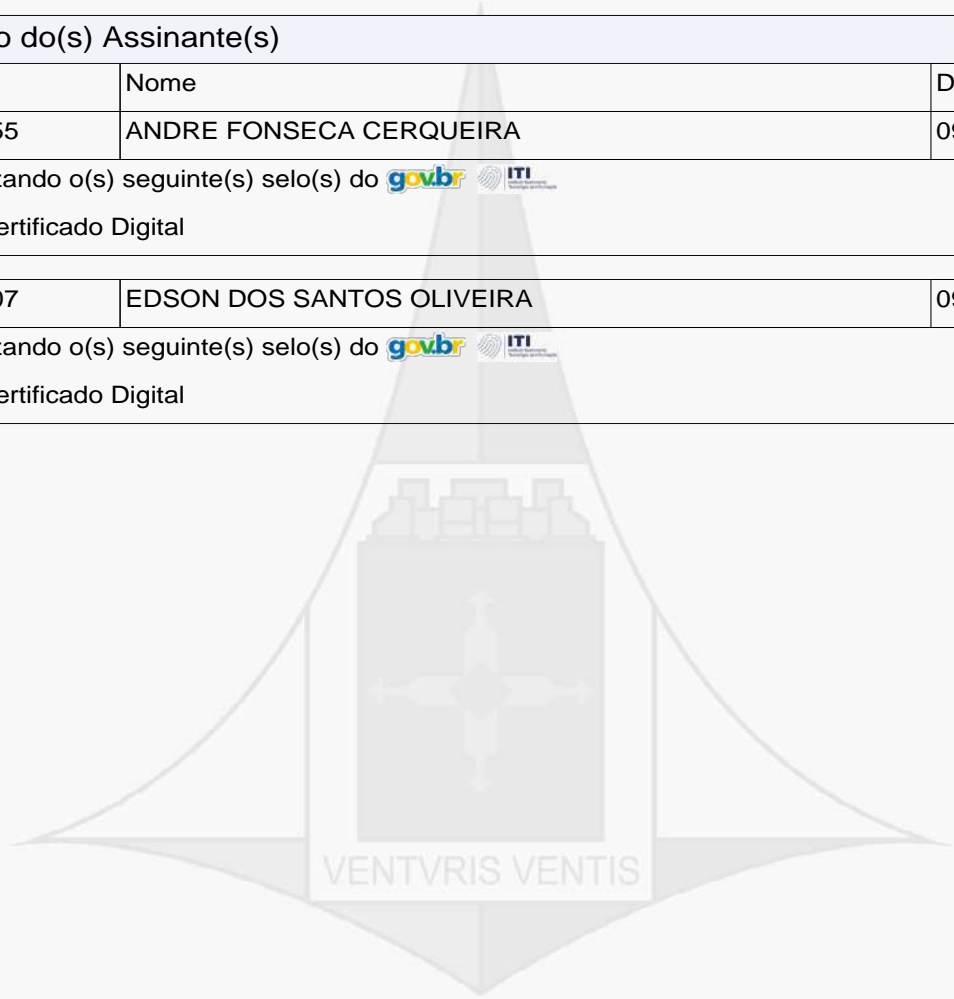 o do(s) Assinante(s)
Nome D
55 ANDRE FONSECA CERQUEIRA 09
zando o(s) seguinte(s) selo(s) do gov.br ITI
ertificado Digital
07 EDSON DOS SANTOS OLIVEIRA 09
zando o(s) seguinte(s) selo(s) do gov.br ITI
ertificado Digital
VENTVRIS VENTIS